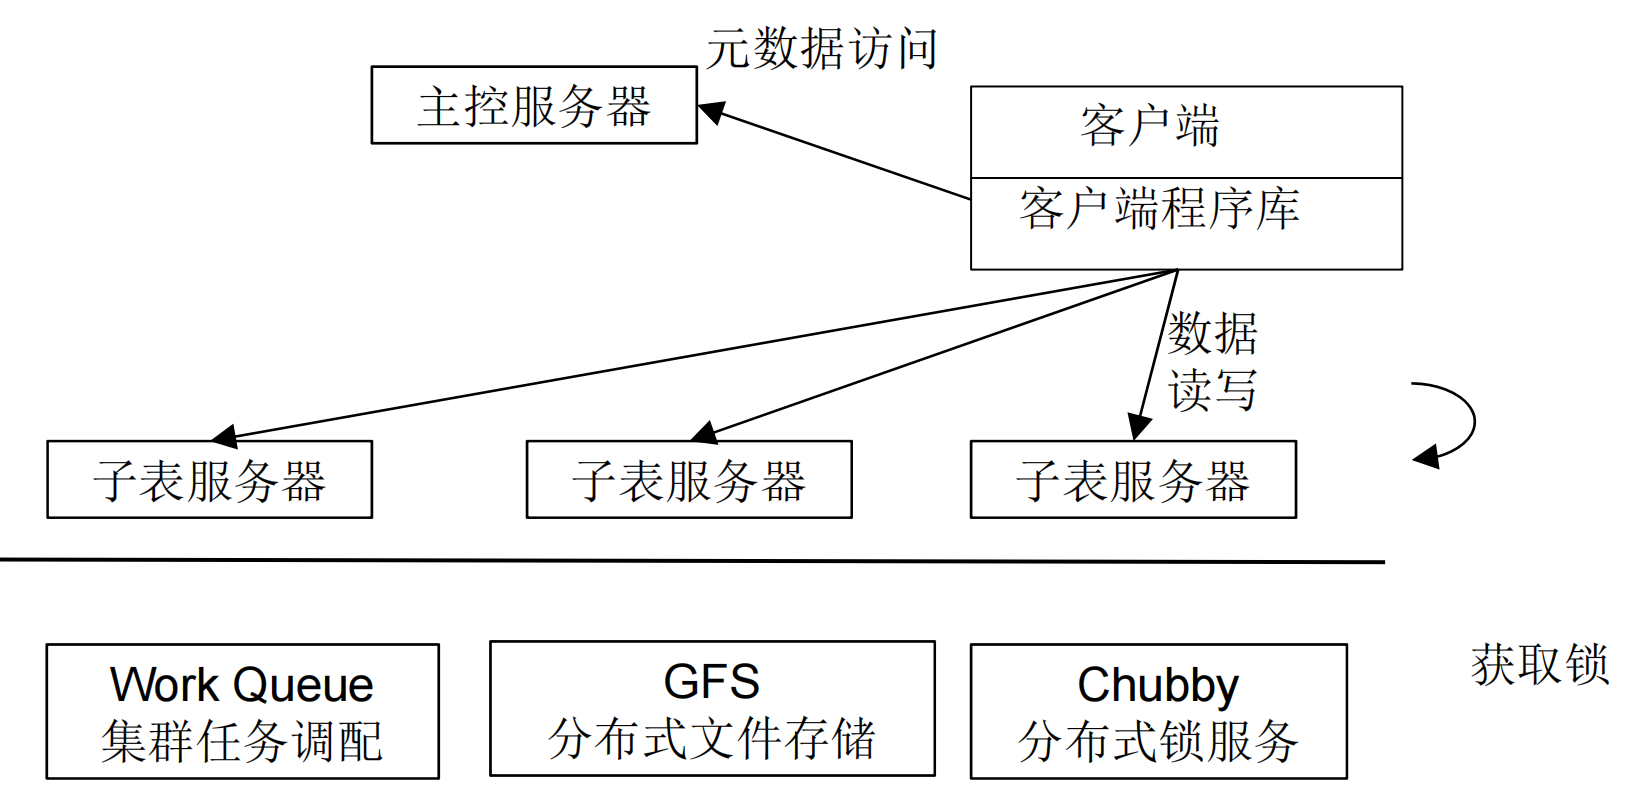 元数据访问
主控服务器
客户端
客户端程序库
数据
读写
子表服务器
子表服务器
子表服务器
Work Queue
集群任务调配
GFS
分布式文件存储
Chubby
分布式锁服务
获取锁